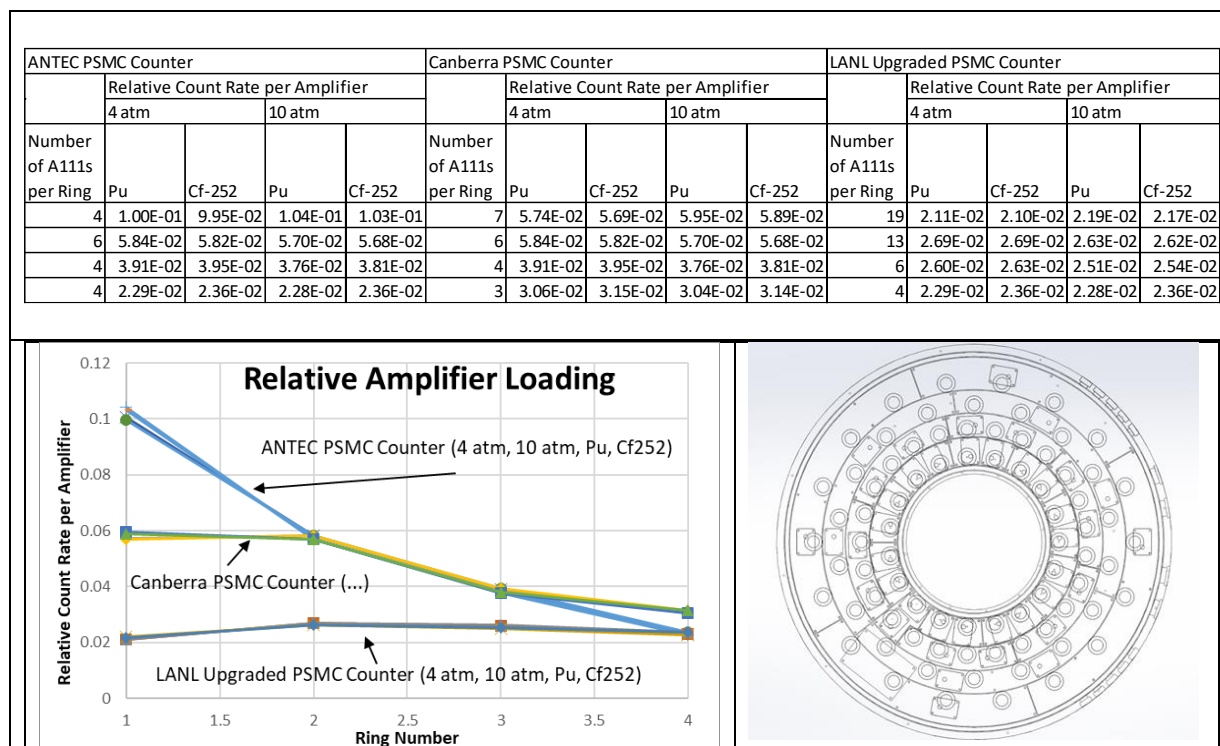 ANTEC PSMC Counter Canberra PSMC Counter LANL Upgraded PSMC Counter
Relative Count Rate per Amplifier Relative Count Rate per Amplifier Relative Count Rate per Amplifier
4 atm 10 atm 4 atm 10 atm 4 atm 10 atm
Number Number Number
of A111s of A111s of A111s
per Ring Pu Cf-252 Pu Cf-252 per Ring Pu Cf-252 Pu Cf-252 per Ring Pu Cf-252 Pu Cf-252
4 1.00E-01 9.95E-02 1.04E-01 1.03E-01 7 5.74E-02 5.69E-02 5.95E-02 5.89E-02 19 2.11E-02 2.10E-02 2.19E-02 2.17E-02
6 5.84E-02 5.82E-02 5.70E-02 5.68E-02 6 5.84E-02 5.82E-02 5.70E-02 5.68E-02 13 2.69E-02 2.69E-02 2.63E-02 2.62E-02
4 3.91E-02 3.95E-02 3.76E-02 3.81E-02 4 3.91E-02 3.95E-02 3.76E-02 3.81E-02 6 2.60E-02 2.63E-02 2.51E-02 2.54E-02
4 2.29E-02 2.36E-02 2.28E-02 2.36E-02 3 3.06E-02 3.15E-02 3.04E-02 3.14E-02 4 2.29E-02 2.36E-02 2.28E-02 2.36E-02
Relative Amplifier Loading
Relative Count Rate per Amplifier
0.12
0.1
0.08
0.06
0.04
0.02
0
ANTEC PSMC Counter (4 atm, 10 atm, Pu, Cf252)
Canberra PSMC Counter (...)
LANL Upgraded PSMC Counter (4 atm, 10 atm, Pu, Cf252)
1 1.5 2 2.5 3 3.5 4
Ring Number